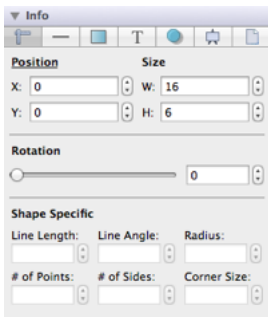 Info
T
Position Size
X: 0 W: 16
Y: 0 H: 6
Rotation
0
Shape Specific
Line Length: Line Angle: Radius:
# of Points: # of Sides: Corner Size: